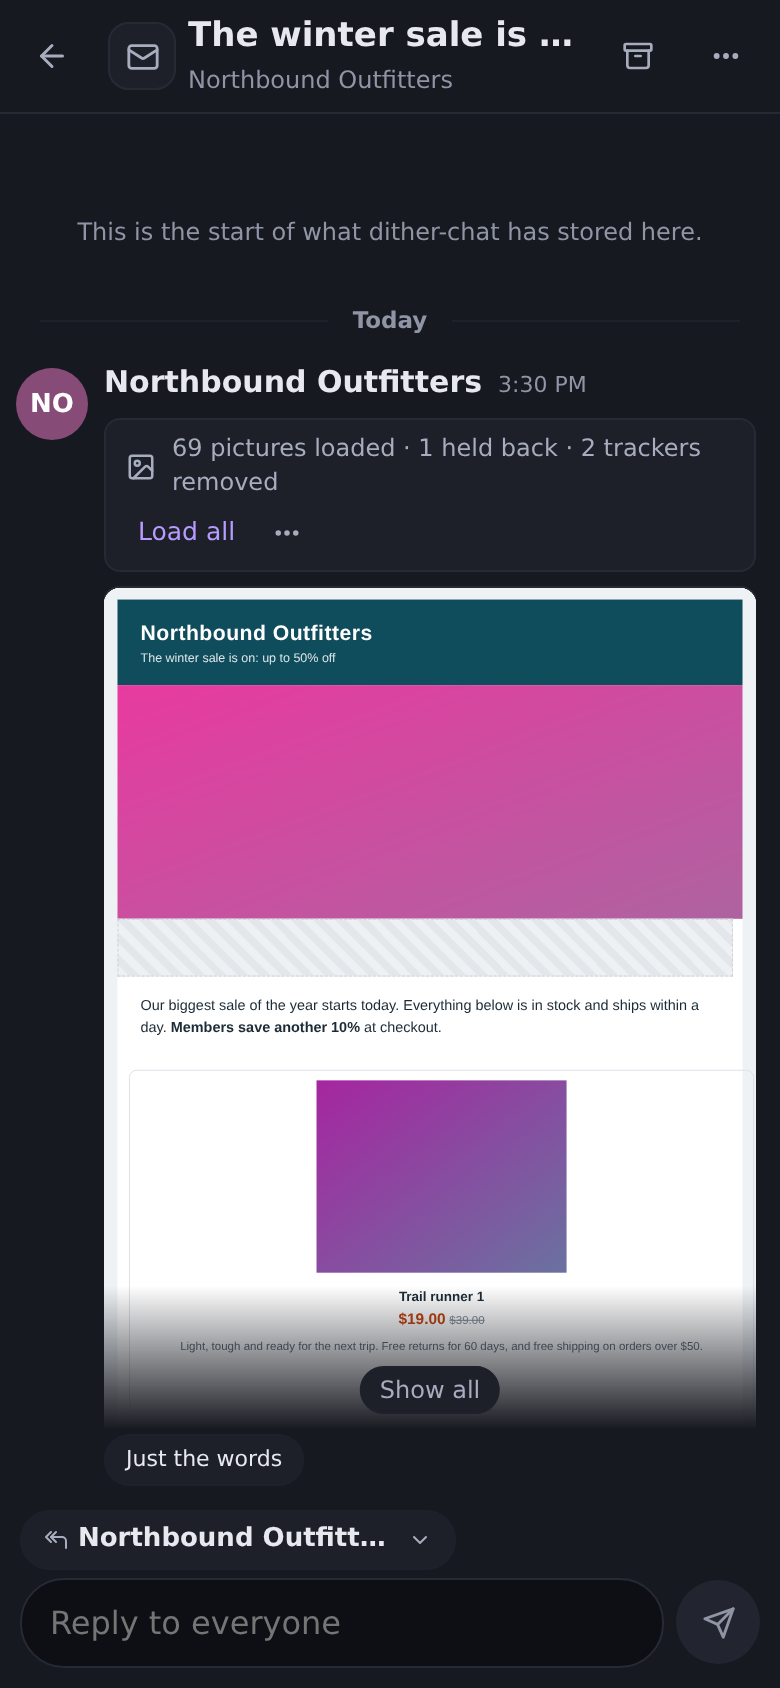 The winter sale is ...
Northbound Outfitters
This is the start of what dither-chat has stored here.
Today
NO
Northbound Outfitters 3:30 PM
69 pictures loaded · 1 held back · 2 trackers
removed
Load all
Northbound Outfitters
The winter sale is on: up to 50% off
Our biggest sale of the year starts today. Everything below is in stock and ships within a
day. Members save another 10% at checkout.
Trail runner 1
$19.00 $39.00
Light, tough and ready for the next trip. Free returns for 60 days, and free shipping on orders over $50.
Show all
Just the words
Northbound Outfitt...
Reply to everyone